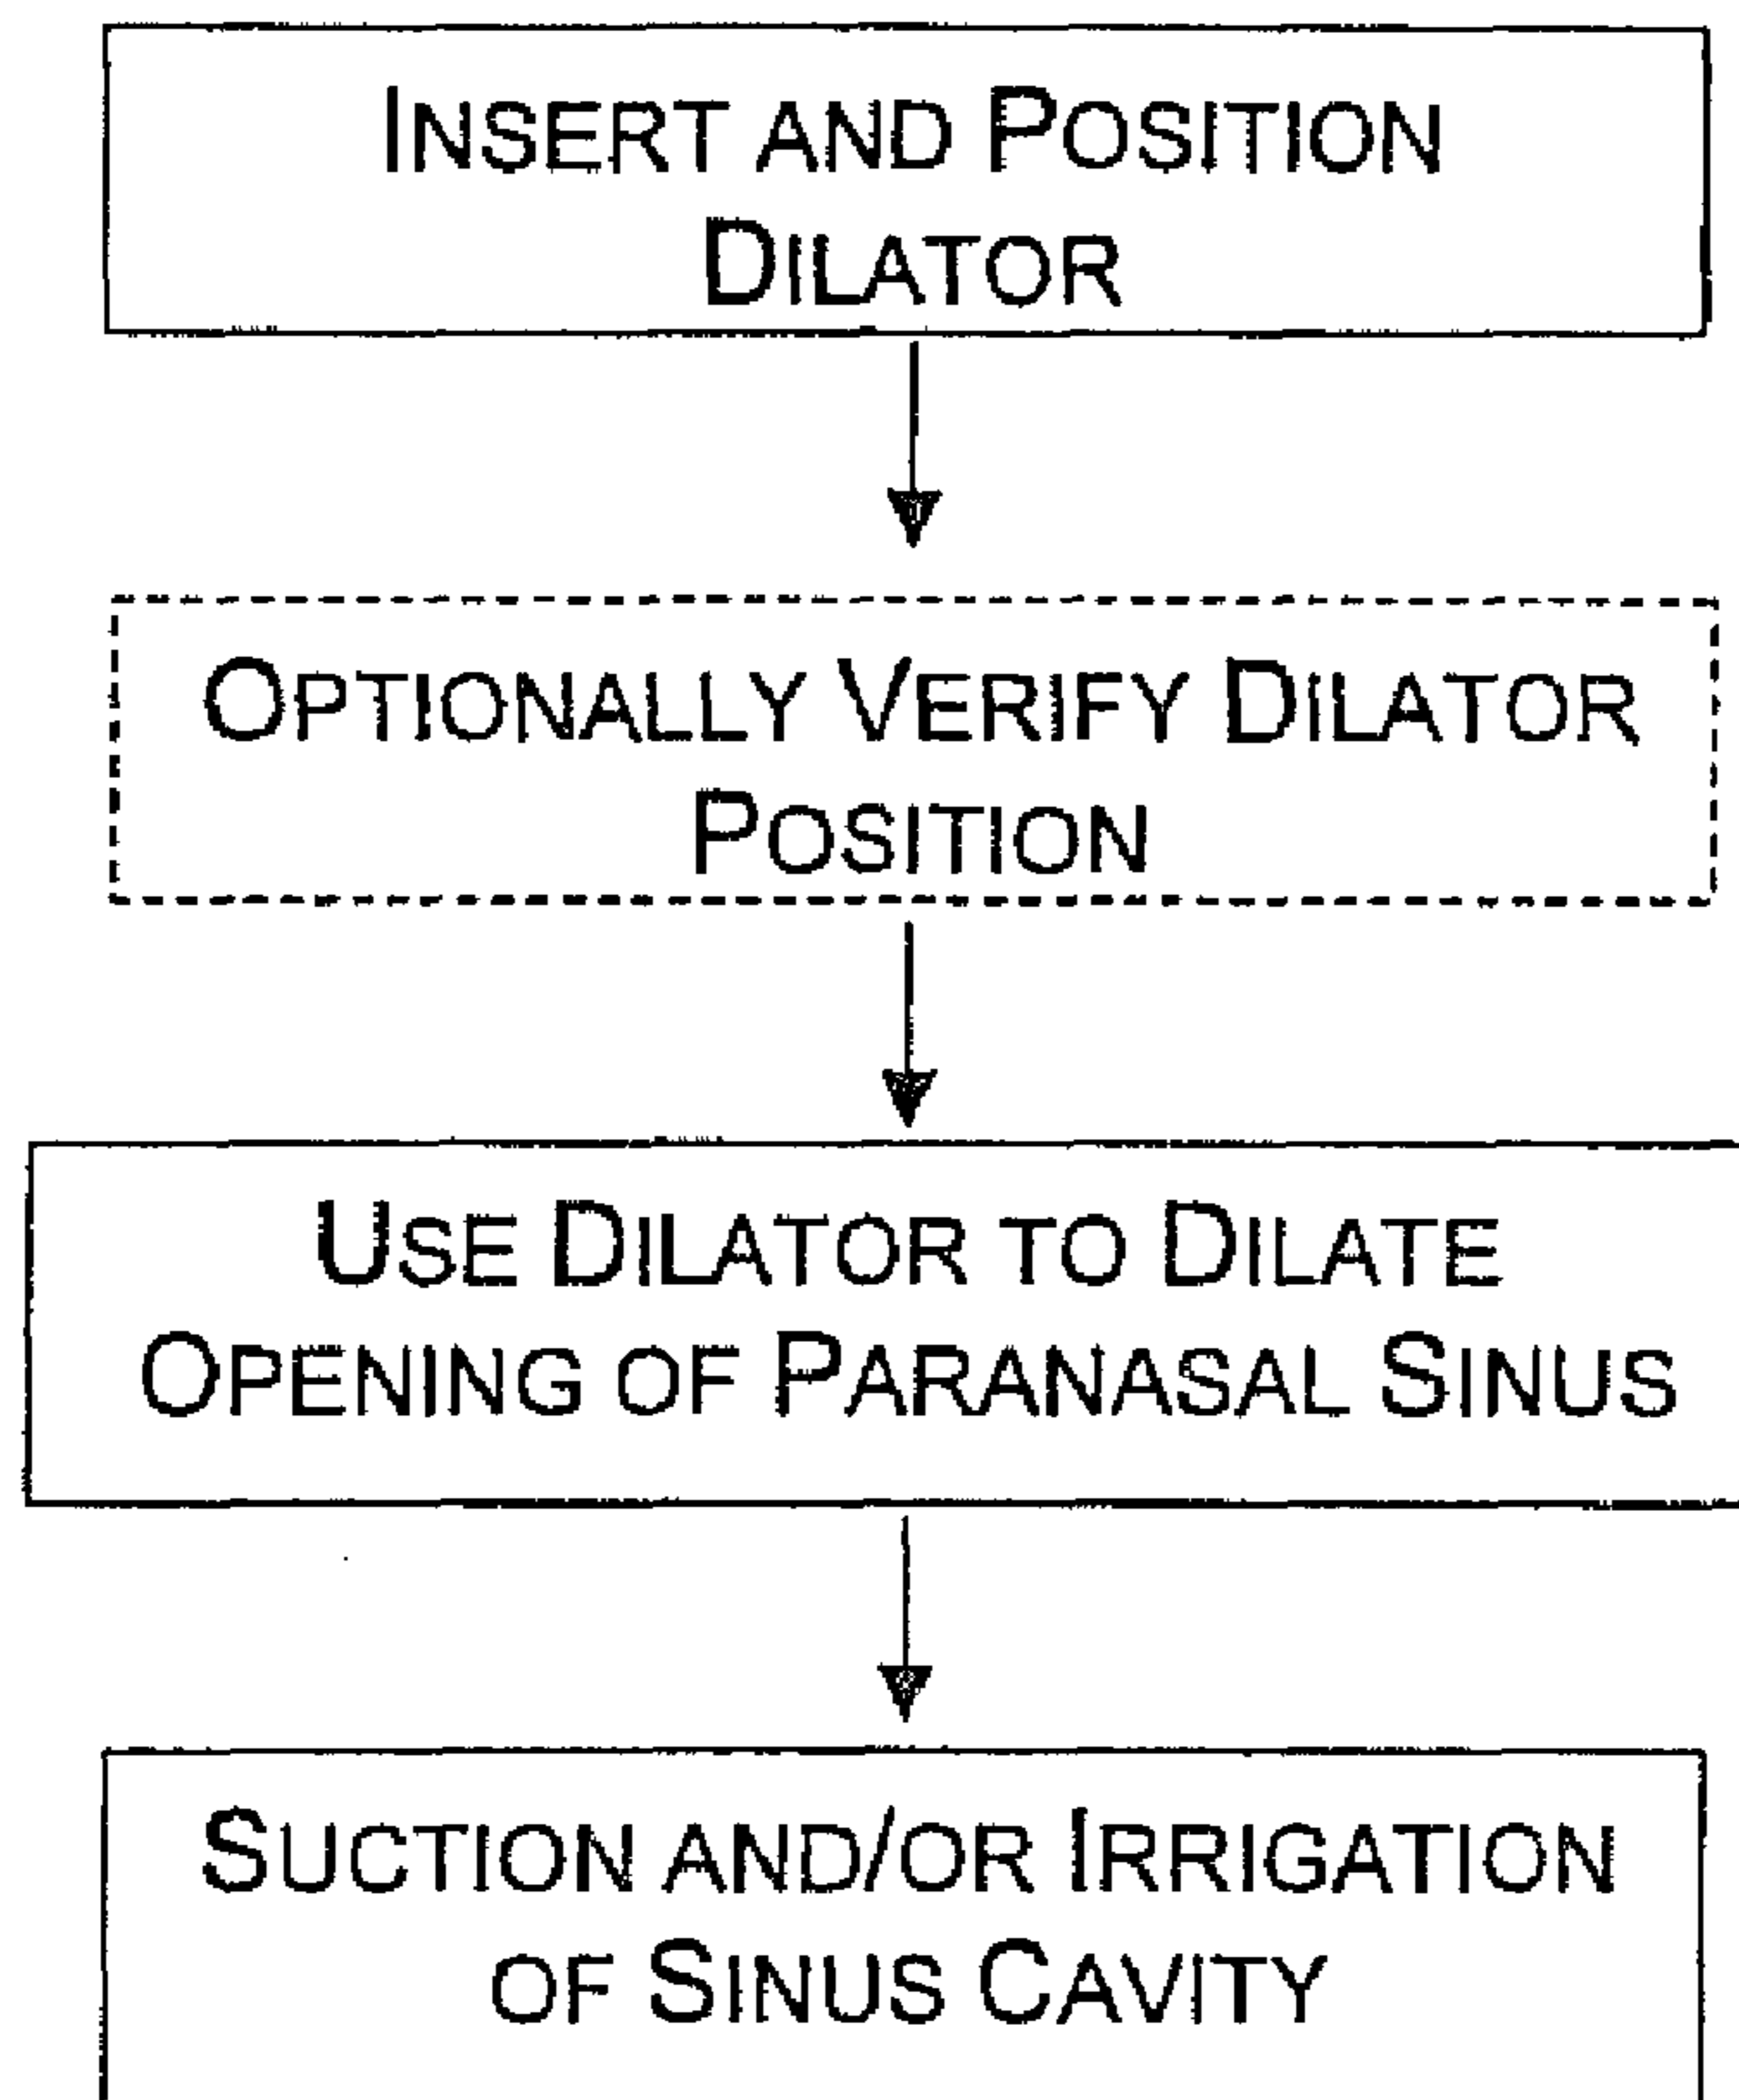 INSERT AND POSITION
DILATOR
OPTIONALLY VERIFY DILATOR
POSITION
USE DILATOR TO DILATE
OPENING OF PARANASAL SINUS
SUCTION AND/OR IRRIGATION
OF SINUS CAVITY